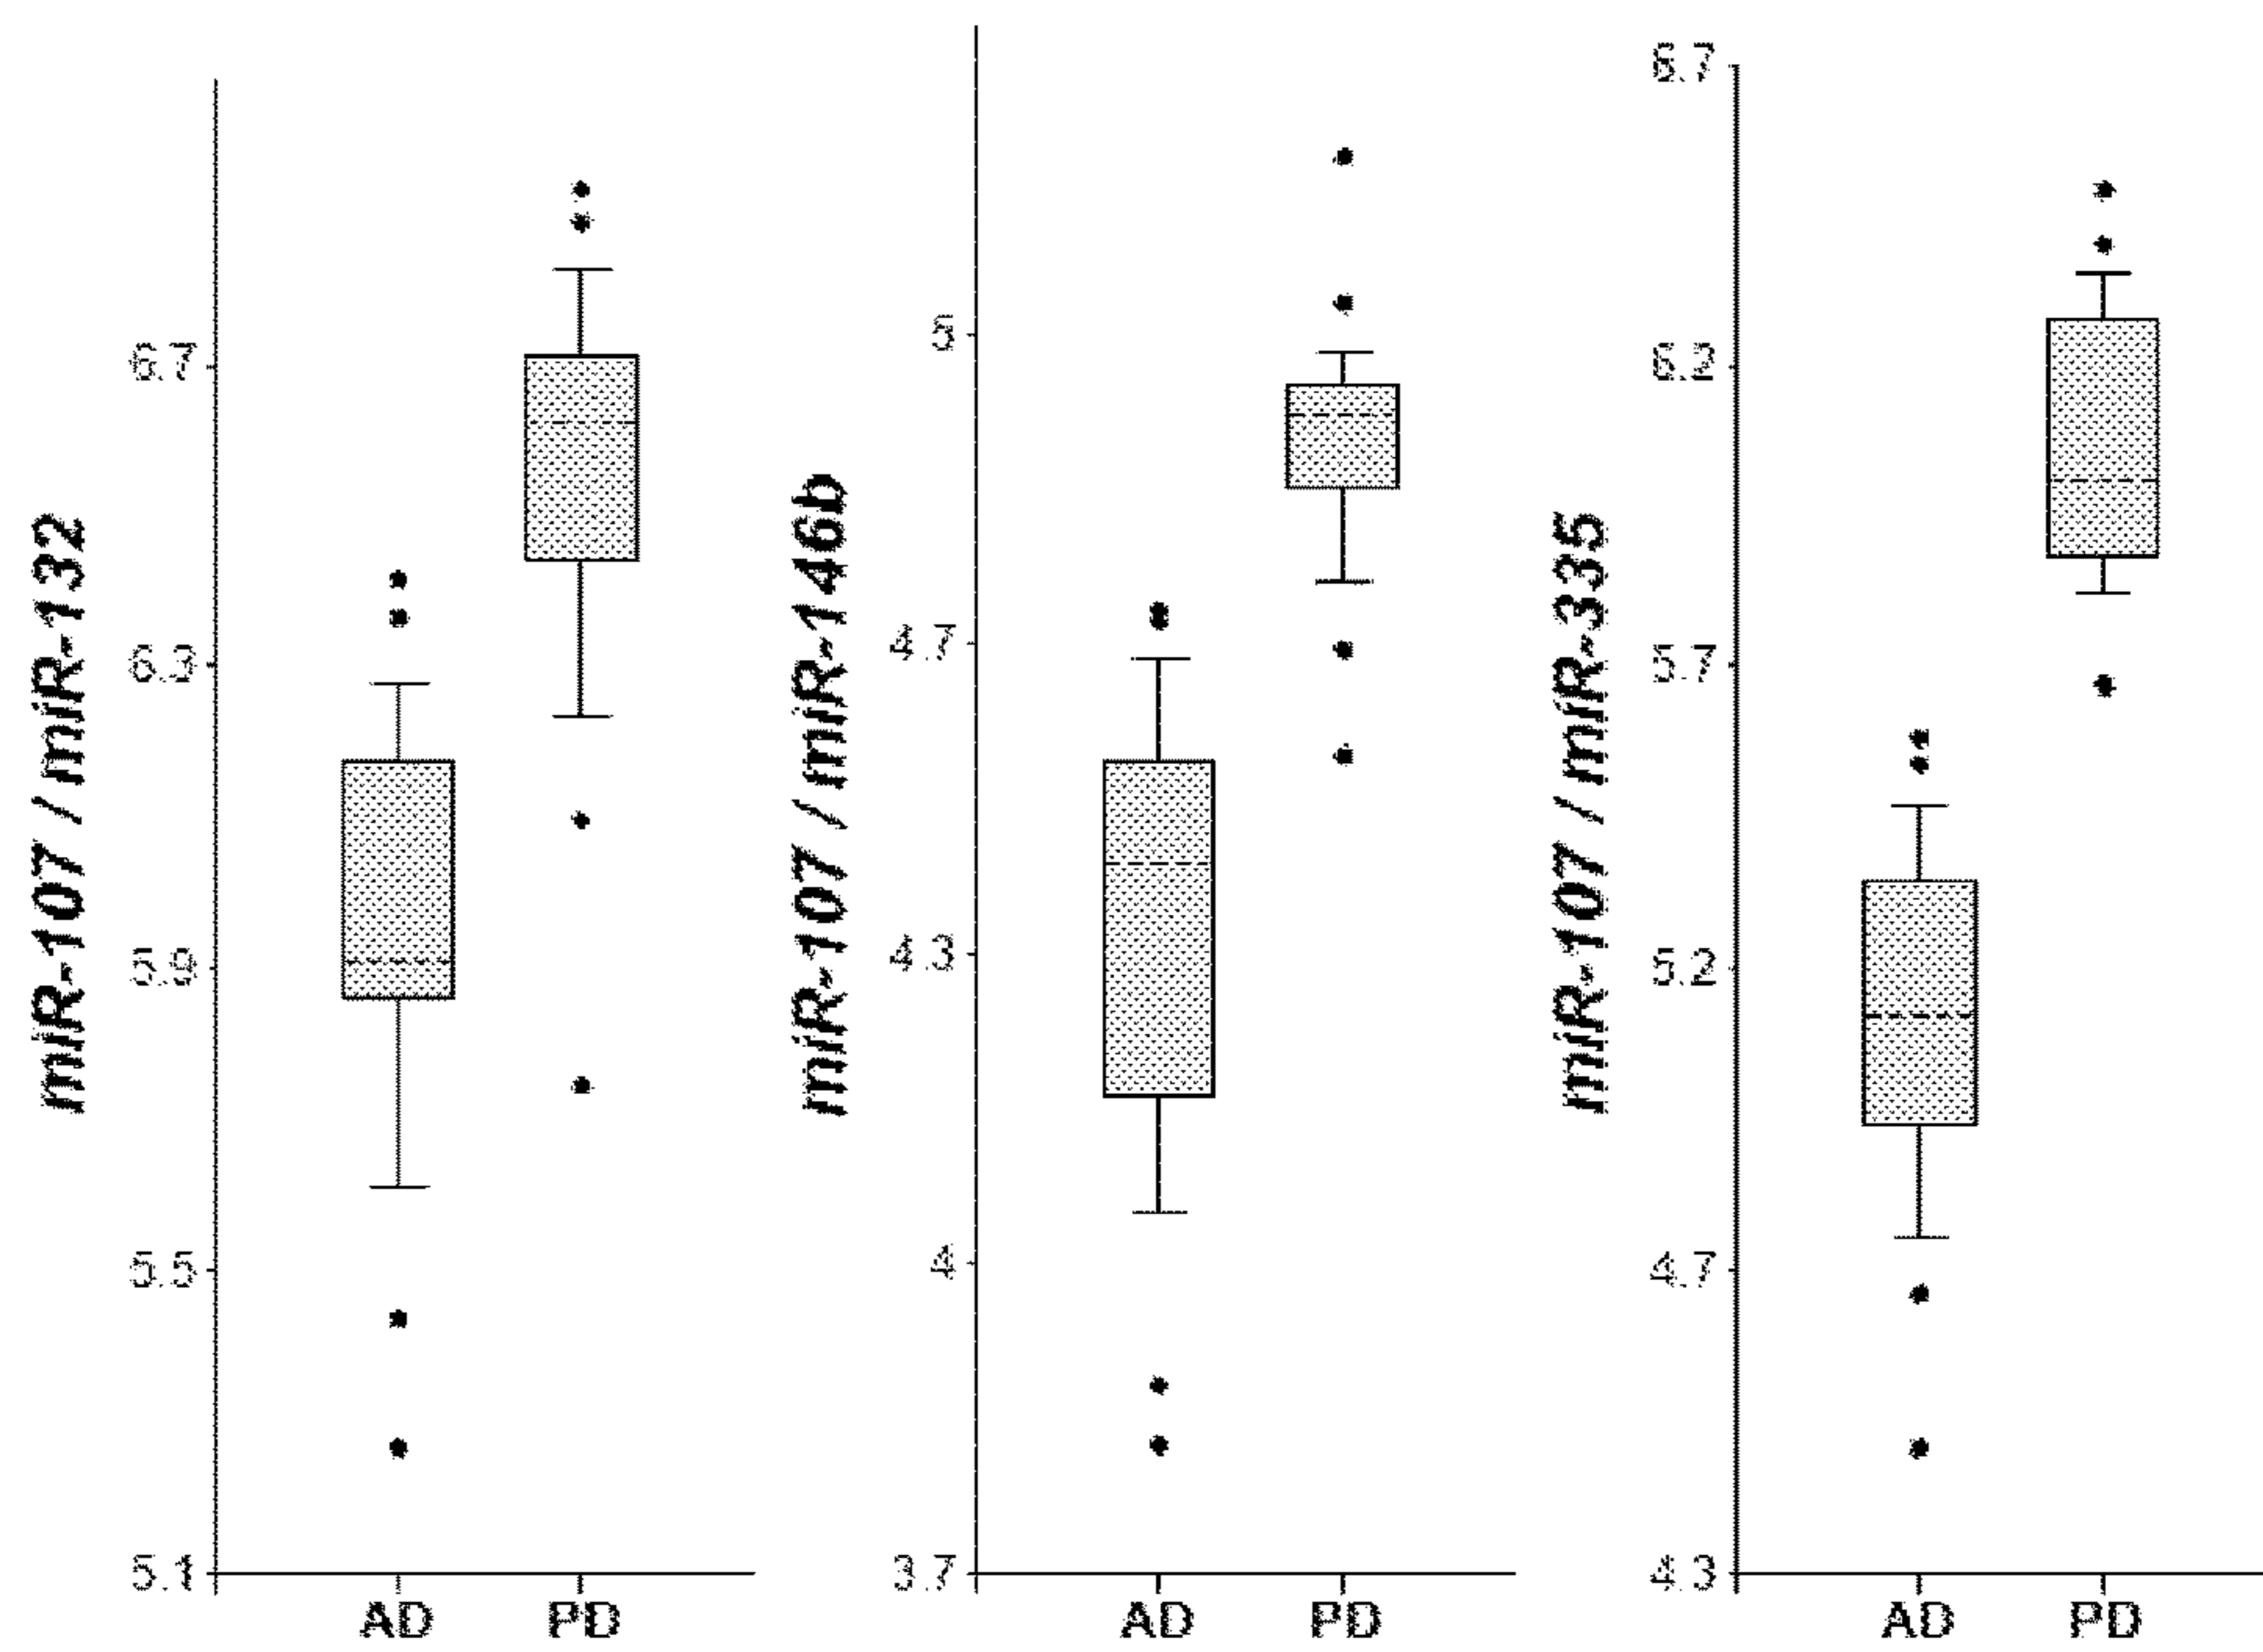 miR-107 / miR-132
6.7
6.3
5.9
5.5
5.1
AD PD
miR-107 / miR-146b
5
4.7
4.3
4
3.7
AD PD
miR-107 / miR-335
6.7
6.2
5.7
5.2
4.7
4.3
AD PD